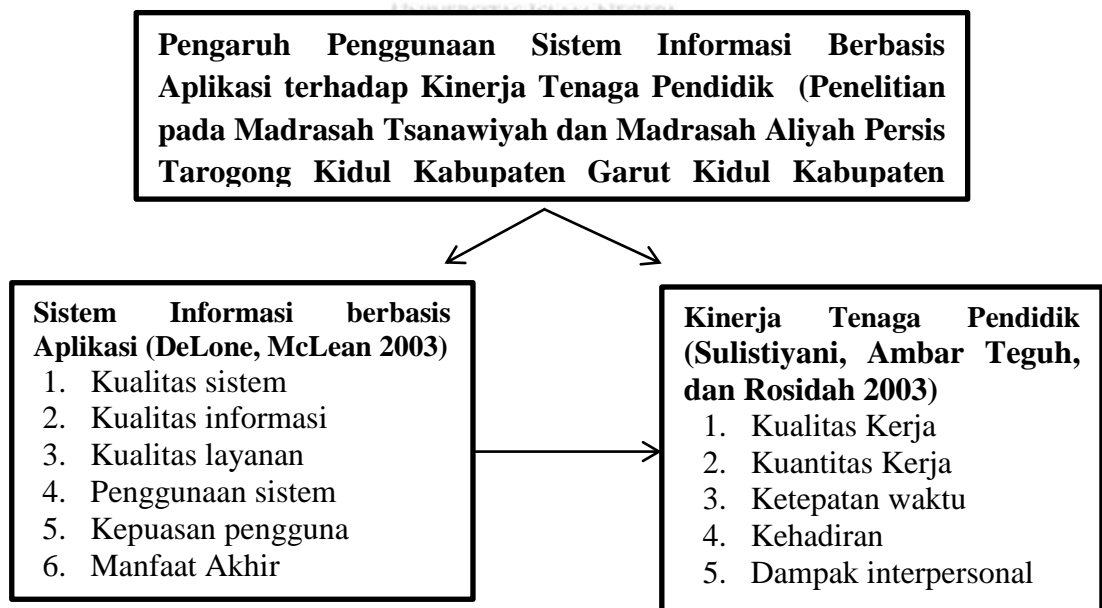 Pengaruh Penggunaan Sistem Informasi Berbasis
Aplikasi terhadap Kinerja Tenaga Pendidik (Penelitian
pada Madrasah Tsanawiyah dan Madrasah Aliyah Persis
Tarogong Kidul Kabupaten Garut Kidul Kabupaten
Sistem Informasi berbasis
Aplikasi (DeLone, McLean 2003)
1. Kualitas sistem
2. Kualitas informasi
3. Kualitas layanan
4. Penggunaan sistem
5. Kepuasan pengguna
6. Manfaat Akhir
Kinerja Tenaga Pendidik
(Sulistiyani, Ambar Teguh,
dan Rosidah 2003)
1. Kualitas Kerja
2. Kuantitas Kerja
3. Ketepatan waktu
4. Kehadiran
5. Dampak interpersonal